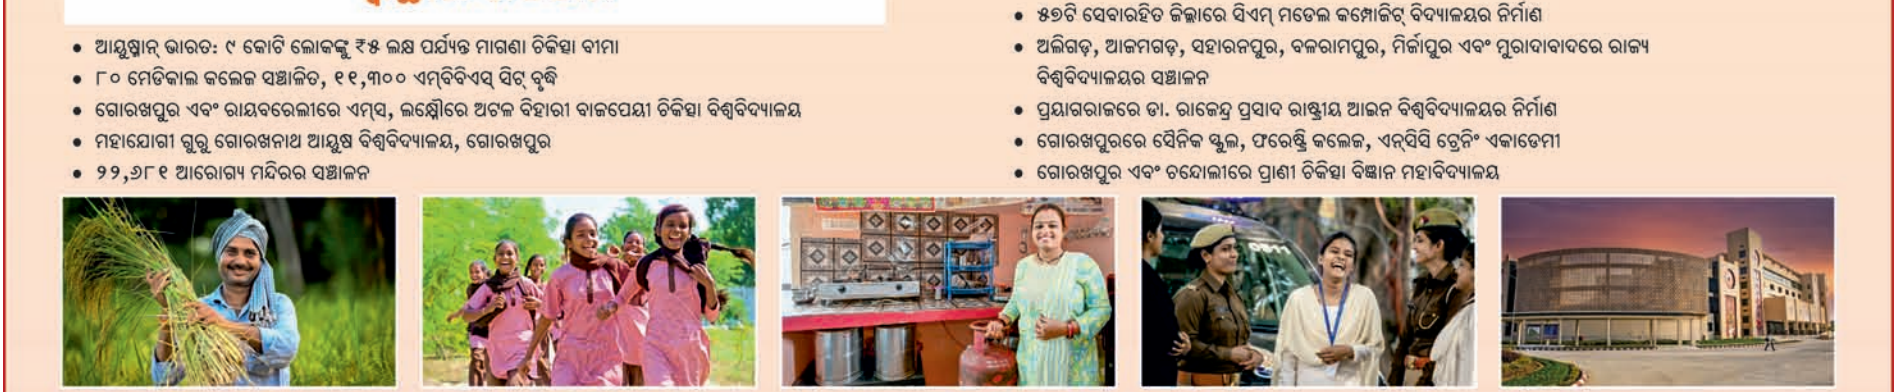 • ଆୟୁଷ୍ମାନ୍ ଭାରତ: ୯ କୋଟି ଲୋକଙ୍କୁ ₹୫ ଲକ୍ଷ ପର୍ଯ୍ୟନ୍ତ ମାଗଣା ଚିକିତ୍ସା ବୀମା
• ୮୦ ମେଡିକାଲ କଲେଜ ସଞ୍ଚାଳିତ, ୧୧,୩୦୦ ଏମ୍‌ବିବିଏସ୍ ସିଟ୍ ବୃଦ୍ଧି
• ଗୋରଖପୁର ଏବଂ ରାୟବରେଲୀରେ ଏମ୍ସ, ଲକ୍ଷ୍ନୌରେ ଅଟଳ ବିହାରୀ ବାଜପେୟୀ ଚିକିତ୍ସା ବିଶ୍ୱବିଦ୍ୟାଳୟ
• ମହାଯୋଗୀ ଗୁରୁ ଗୋରଖନାଥ ଆୟୁଷ ବିଶ୍ୱବିଦ୍ୟାଳୟ, ଗୋରଖପୁର
• ୨୨,୬୮୧ ଆରୋଗ୍ୟ ମନ୍ଦିରର ସଞ୍ଚାଳନ
• ୫୭ଟି ସେବାରହିତ ଜିଲ୍ଲାରେ ସିଏମ୍ ମଡେଲ କମ୍ପୋଜିଟ୍ ବିଦ୍ୟାଳୟର ନିର୍ମାଣ
• ଅଲିଗଡ଼, ଆଜମଗଡ଼, ସହାରନପୁର, ବଳରାମପୁର, ମିର୍ଜାପୁର ଏବଂ ମୁରାଦାବାଦରେ ରାଜ୍ୟ
ବିଶ୍ୱବିଦ୍ୟାଳୟର ସଞ୍ଚାଳନ
• ପ୍ରୟାଗରାଜରେ ଡା. ରାଜେନ୍ଦ୍ର ପ୍ରସାଦ ରାଷ୍ଟ୍ରୀୟ ଆଇନ ବିଶ୍ୱବିଦ୍ୟାଳୟର ନିର୍ମାଣ
• ଗୋରଖପୁରରେ ସୈନିକ ସ୍କୁଲ, ଫରେଷ୍ଟ୍ରି କଲେଜ, ଏନ୍‌ସିସି ଟ୍ରେନିଂ ଏକାଡେମୀ
• ଗୋରଖପୁର ଏବଂ ଚନ୍ଦୋଲୀରେ ପ୍ରାଣୀ ଚିକିତ୍ସା ବିଜ୍ଞାନ ମହାବିଦ୍ୟାଳୟ